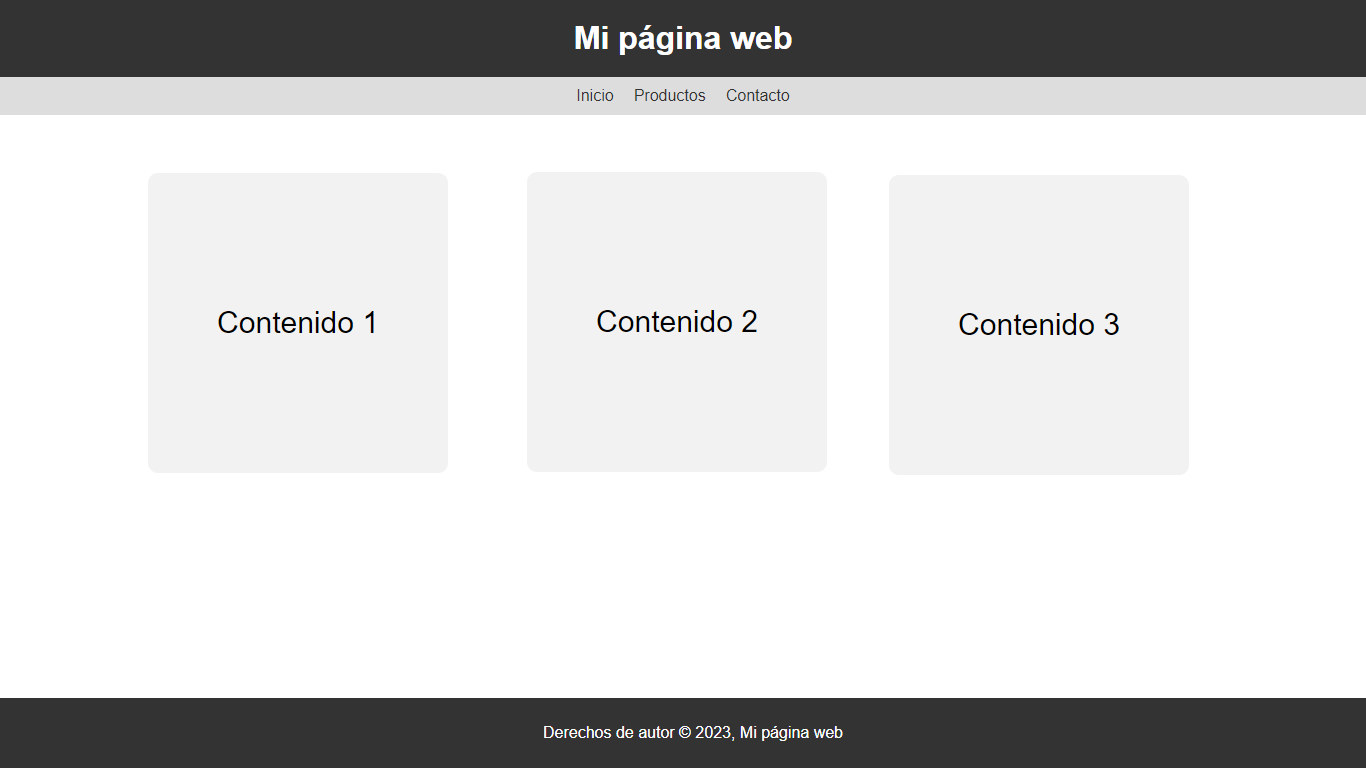 Mi página web
Inicio Productos Contacto
Contenido 1
Contenido 2
Contenido 3
Derechos de autor © 2023, Mi página web